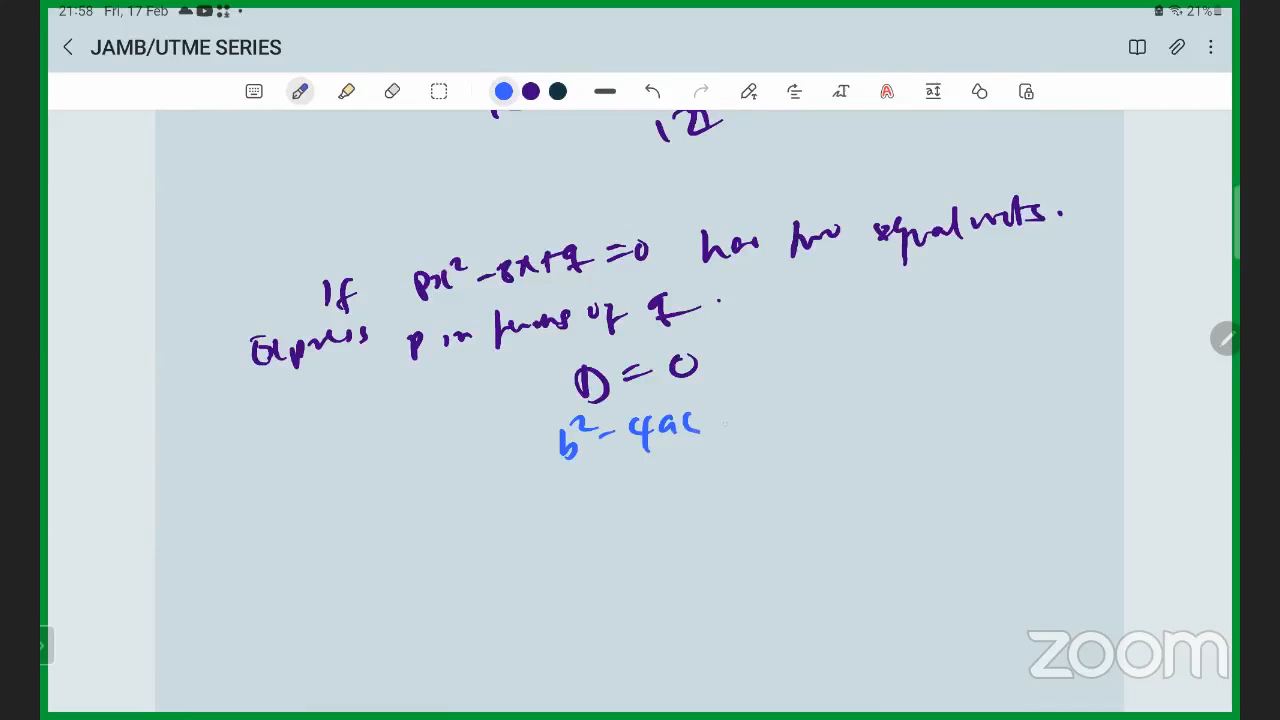 21:58 Fri, 17 Feb 21%
JAMB/UTME SERIES
12
If px² - 8x + q = 0 has two equal roots.
Express p in terms of q.
D = 0
b² - 4ac
zoom